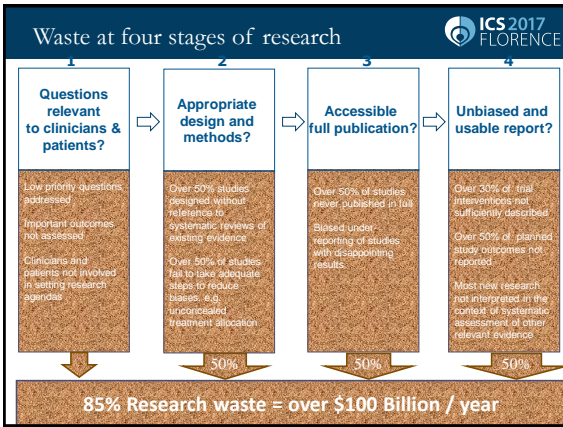 Waste at four stages of research
ICS 2017
FLORENCE
1
Questions
relevant
to clinicians &
patients?
Low priority questions
addressed
Important outcomes
not assessed
Clinicians and
patients not involved
in setting research
agendas
2
Appropriate
design and
methods?
Over 50% studies
designed without
reference to
systematic reviews of
existing evidence
Over 50% of studies
fail to take adequate
steps to reduce
biases, e.g.
unconcealed
treatment allocation
50%
3
Accessible
full publication?
Over 50% of studies
never published in full
Biased under-
reporting of studies
with disappointing
results
50%
4
Unbiased and
usable report?
Over 30% of trial
interventions not
sufficiently described
Over 50% of planned
study outcomes not
reported
Most new research
not interpreted in the
context of systematic
assessment of other
relevant evidence
50%
85% Research waste = over $100 Billion / year